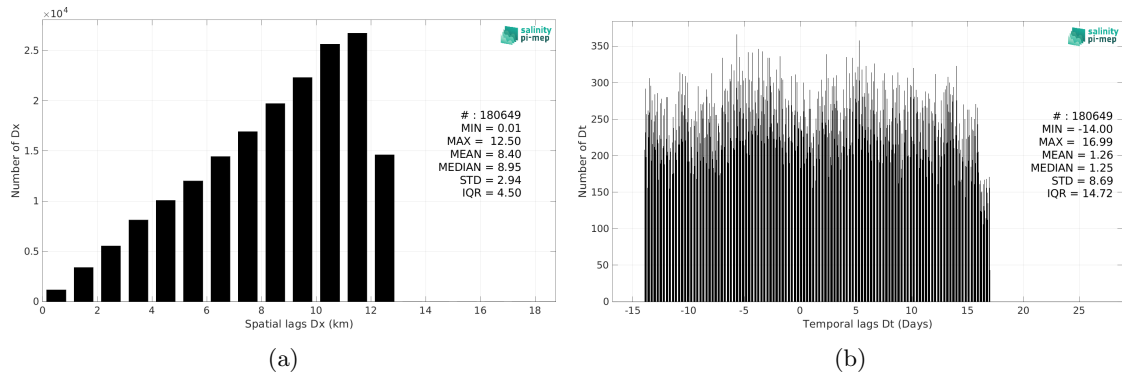 ×10⁴
2.5
2
1.5
1
0.5
0
Number of Dx
0 2 4 6 8 10 12 14 16 18
Spatial lags Dx (km)
salinity
pi-mep
# : 180649
MIN = 0.01
MAX = 12.50
MEAN = 8.40
MEDIAN = 8.95
STD = 2.94
IQR = 4.50
(a)
350
300
250
200
150
100
50
0
Number of Dt
-15 -10 -5 0 5 10 15 20 25
Temporal lags Dt (Days)
salinity
pi-mep
# : 180649
MIN = -14.00
MAX = 16.99
MEAN = 1.26
MEDIAN = 1.25
STD = 8.69
IQR = 14.72
(b)